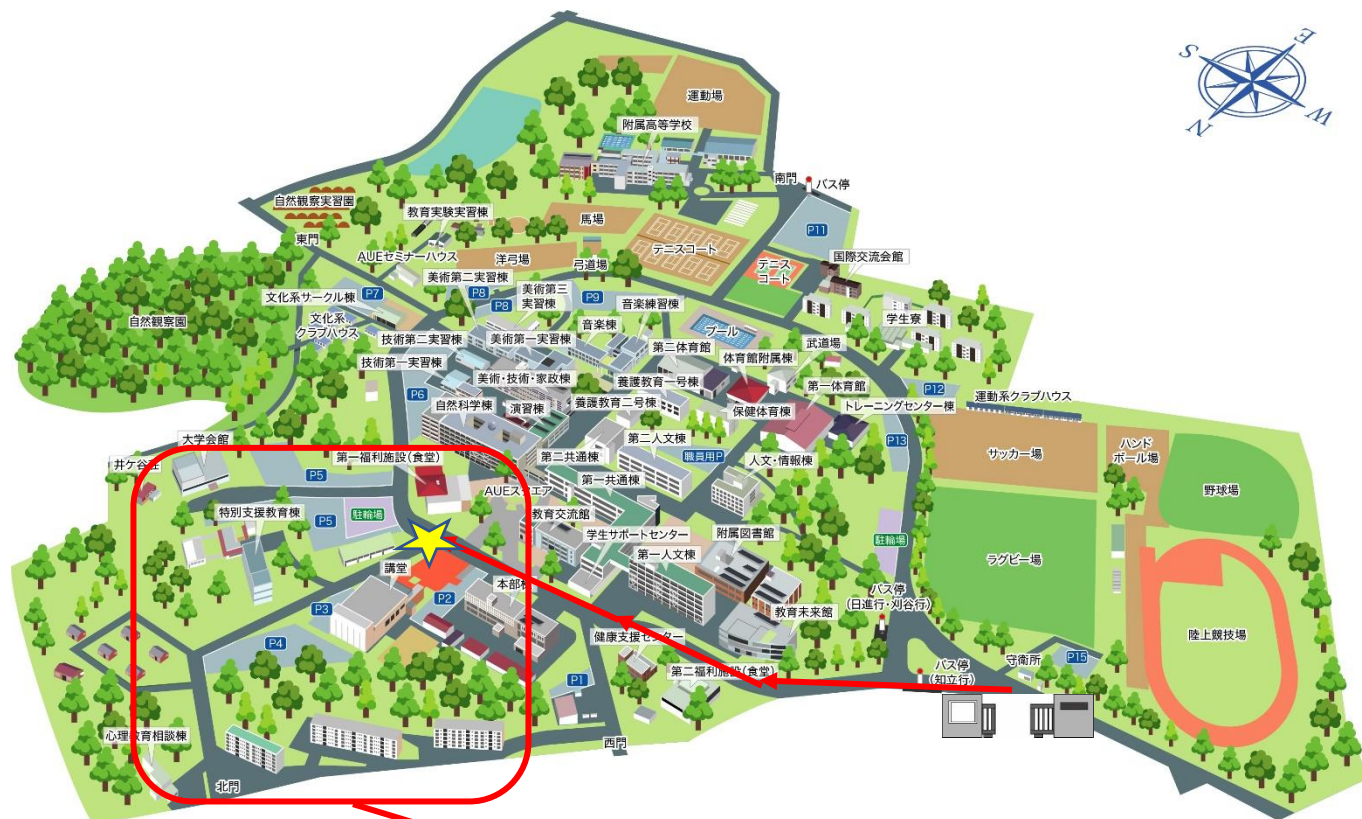 E
S
W
N
運動場
附属高等学校
南門
バス停
自然観察実習園
教育実験実習棟
馬場
P11
東門
テニスコート
AUEセミナーハウス
洋弓場
弓道場
テニス
コート
国際交流会館
美術第二実習棟
文化系サークル棟
P7
P8
P8
美術第三
実習棟
P9
音楽練習棟
自然観察園
文化系
クラブハウス
技術第二実習棟
美術第一実習棟
音楽棟
プール
学生寮
第二体育館
体育館附属棟
武道場
技術第一実習棟
美術・技術・家政棟
養護教育一号棟
第一体育館
P12
運動系クラブハウス
P6
自然科学棟
演習棟
養護教育二号棟
保健体育棟
トレーニングセンター棟
大学会館
第二人文棟
P13
サッカー場
ハンド
ボール場
井ケ谷荘
第一福利施設(食堂)
第二共通棟
職員用P
人文・情報棟
P5
第一共通棟
野球場
AUEスクエア
特別支援教育棟
P5
駐輪場
教育交流館
附属図書館
学生サポートセンター
駐輪場
ラグビー場
第一人文棟
講堂
本部棟
バス停
(日進行・刈谷行)
P3
P2
教育未来館
陸上競技場
P4
健康支援センター
守衛所
P15
第二福利施設(食堂)
バス停
(知立行)
P1
心理教育相談棟
西門
北門